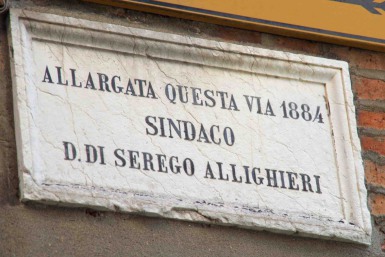 ALLARGATA QUESTA VIA 1884
SINDACO
D. DI SEREGO ALLIGHIERI